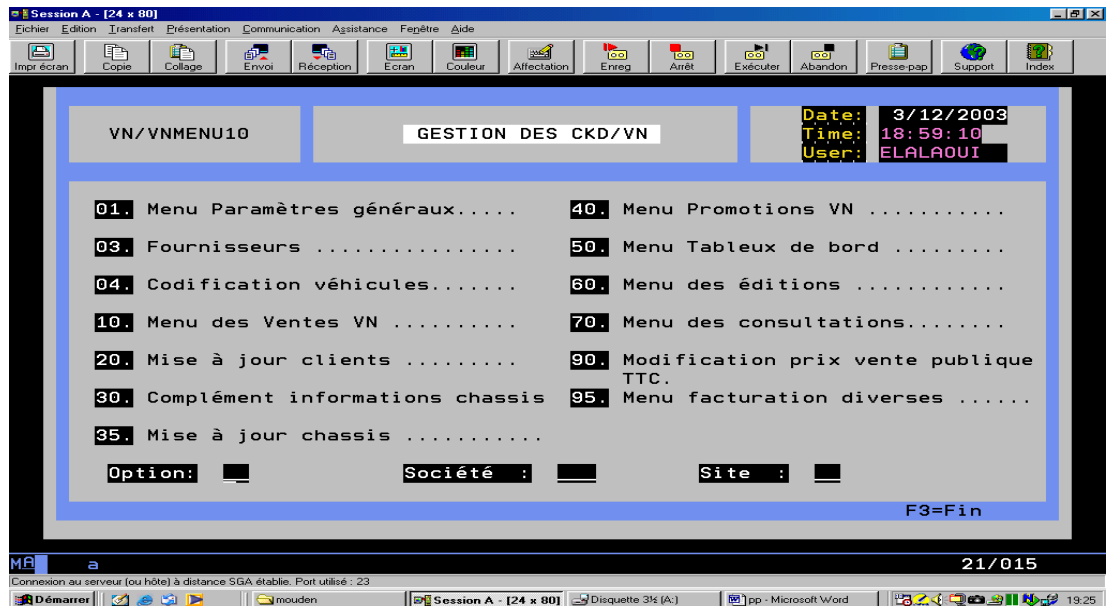 Session A - [24 x 80]
Fichier Edition Transfert Présentation Communication Assistance Fenêtre Aide
Impr écran Copie Collage Envoi Réception Ecran Couleur Affectation Enreg Arrêt Exécuter Abandon Presse-pap Support Index
VN/VNMENU10 GESTION DES CKD/VN
Date: 3/12/2003
Time: 18:59:10
User: ELALAOUI
01. Menu Paramètres généraux..... 40. Menu Promotions VN ...........
03. Fournisseurs ................ 50. Menu Tableux de bord .........
04. Codification véhicules....... 60. Menu des éditions ............
10. Menu des Ventes VN .......... 70. Menu des consultations........
20. Mise à jour clients ......... 90. Modification prix vente publique
TTC.
30. Complément informations chassis 95. Menu facturation diverses ......
35. Mise à jour chassis ...........
Option: __ Société : ___ Site : __
F3=Fin
MA a 21/015
Connexion au serveur (ou hôte) à distance SGA établie. Port utilisé : 23
Démarrer mouden Session A - [24 x 80] Disquette 3½ (A:) pp - Microsoft Word 19:25